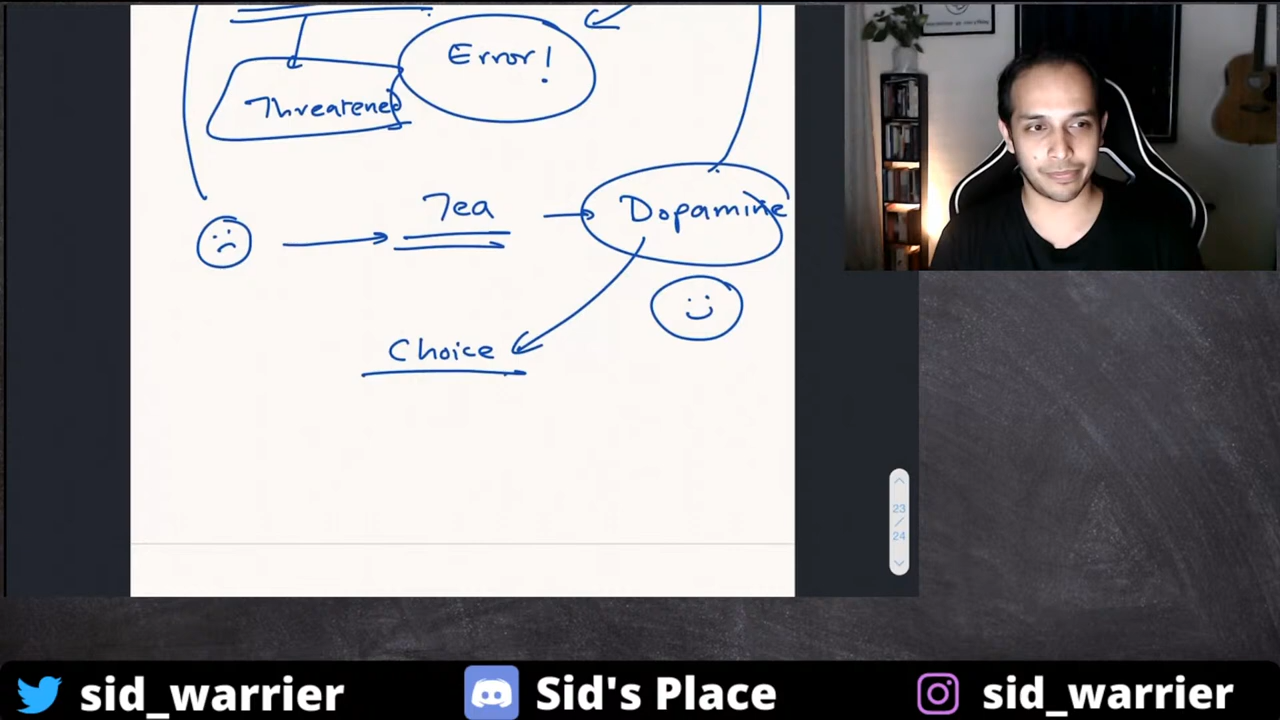 Error!
Threatened
Tea
Dopamine
Choice
23
/
24
sid_warrier
Sid's Place
sid_warrier